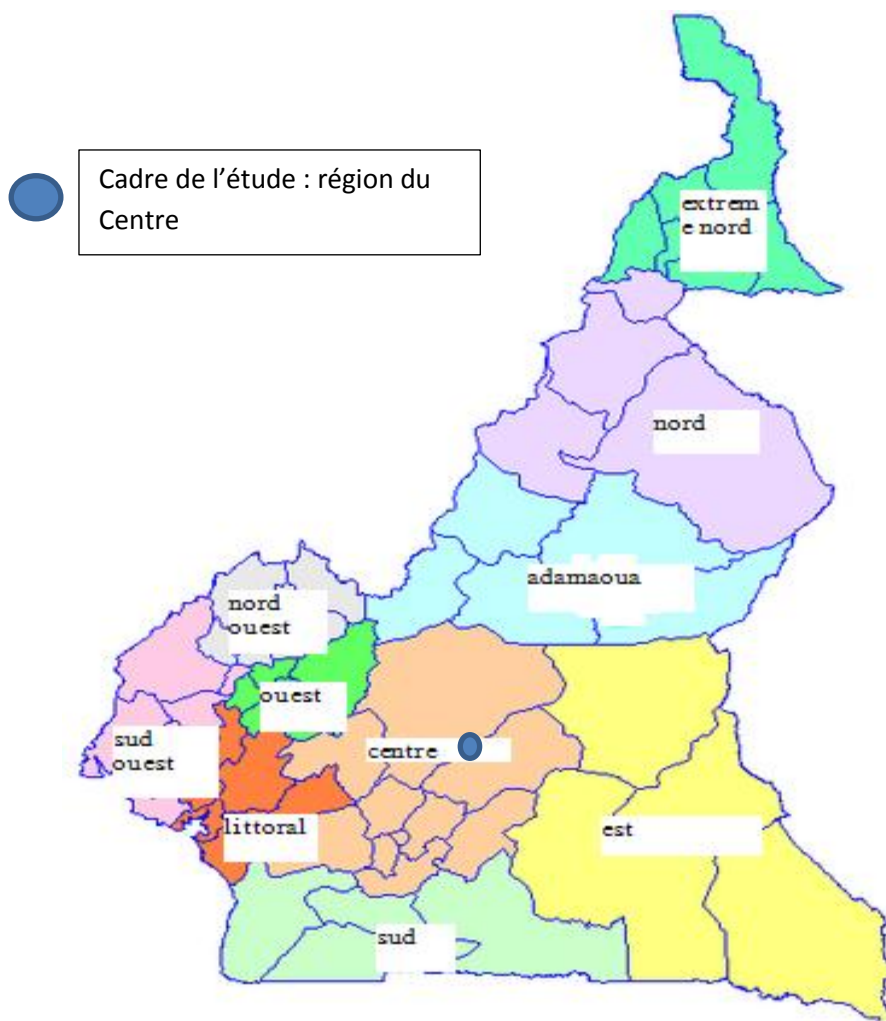 Cadre de l’étude : région du
Centre
extrem
e nord
nord
adamaoua
nord
ouest
ouest
sud
ouest
centre
littoral
est
sud